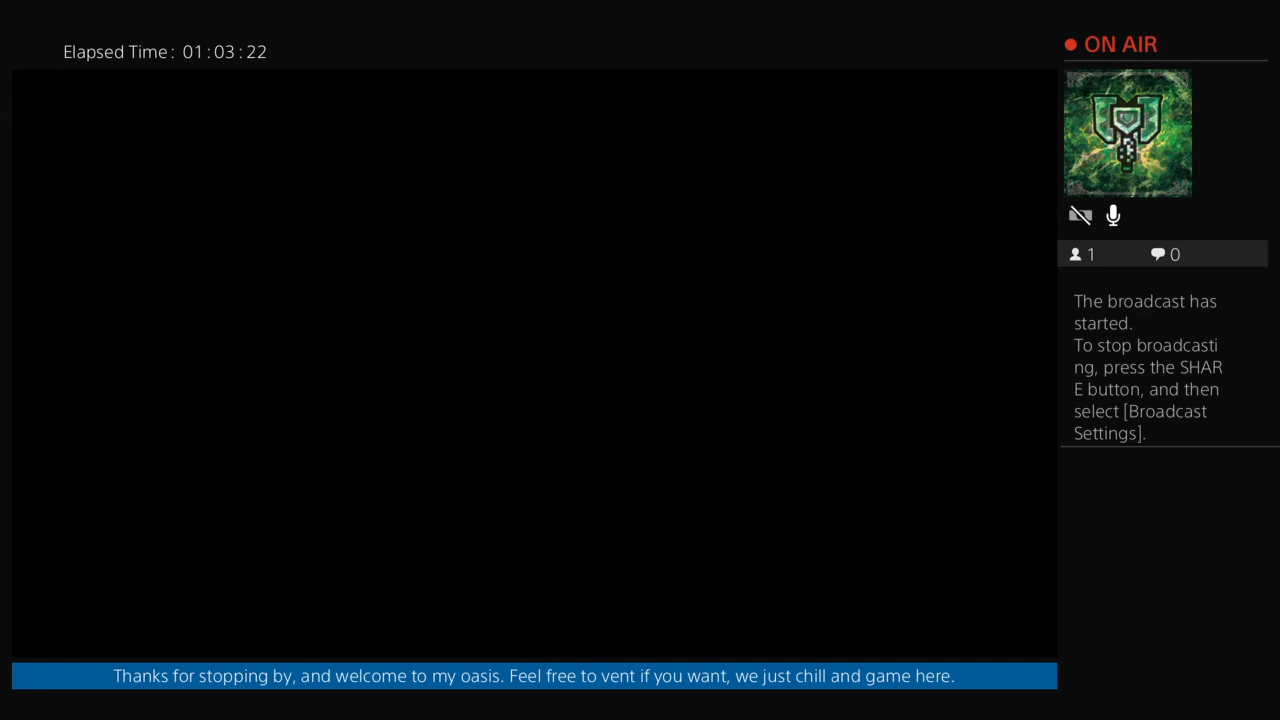 Elapsed Time: 01:03:22
ON AIR
1 0
The broadcast has
started.
To stop broadcasti
ng, press the SHAR
E button, and then
select [Broadcast
Settings].
Thanks for stopping by, and welcome to my oasis. Feel free to vent if you want, we just chill and game here.